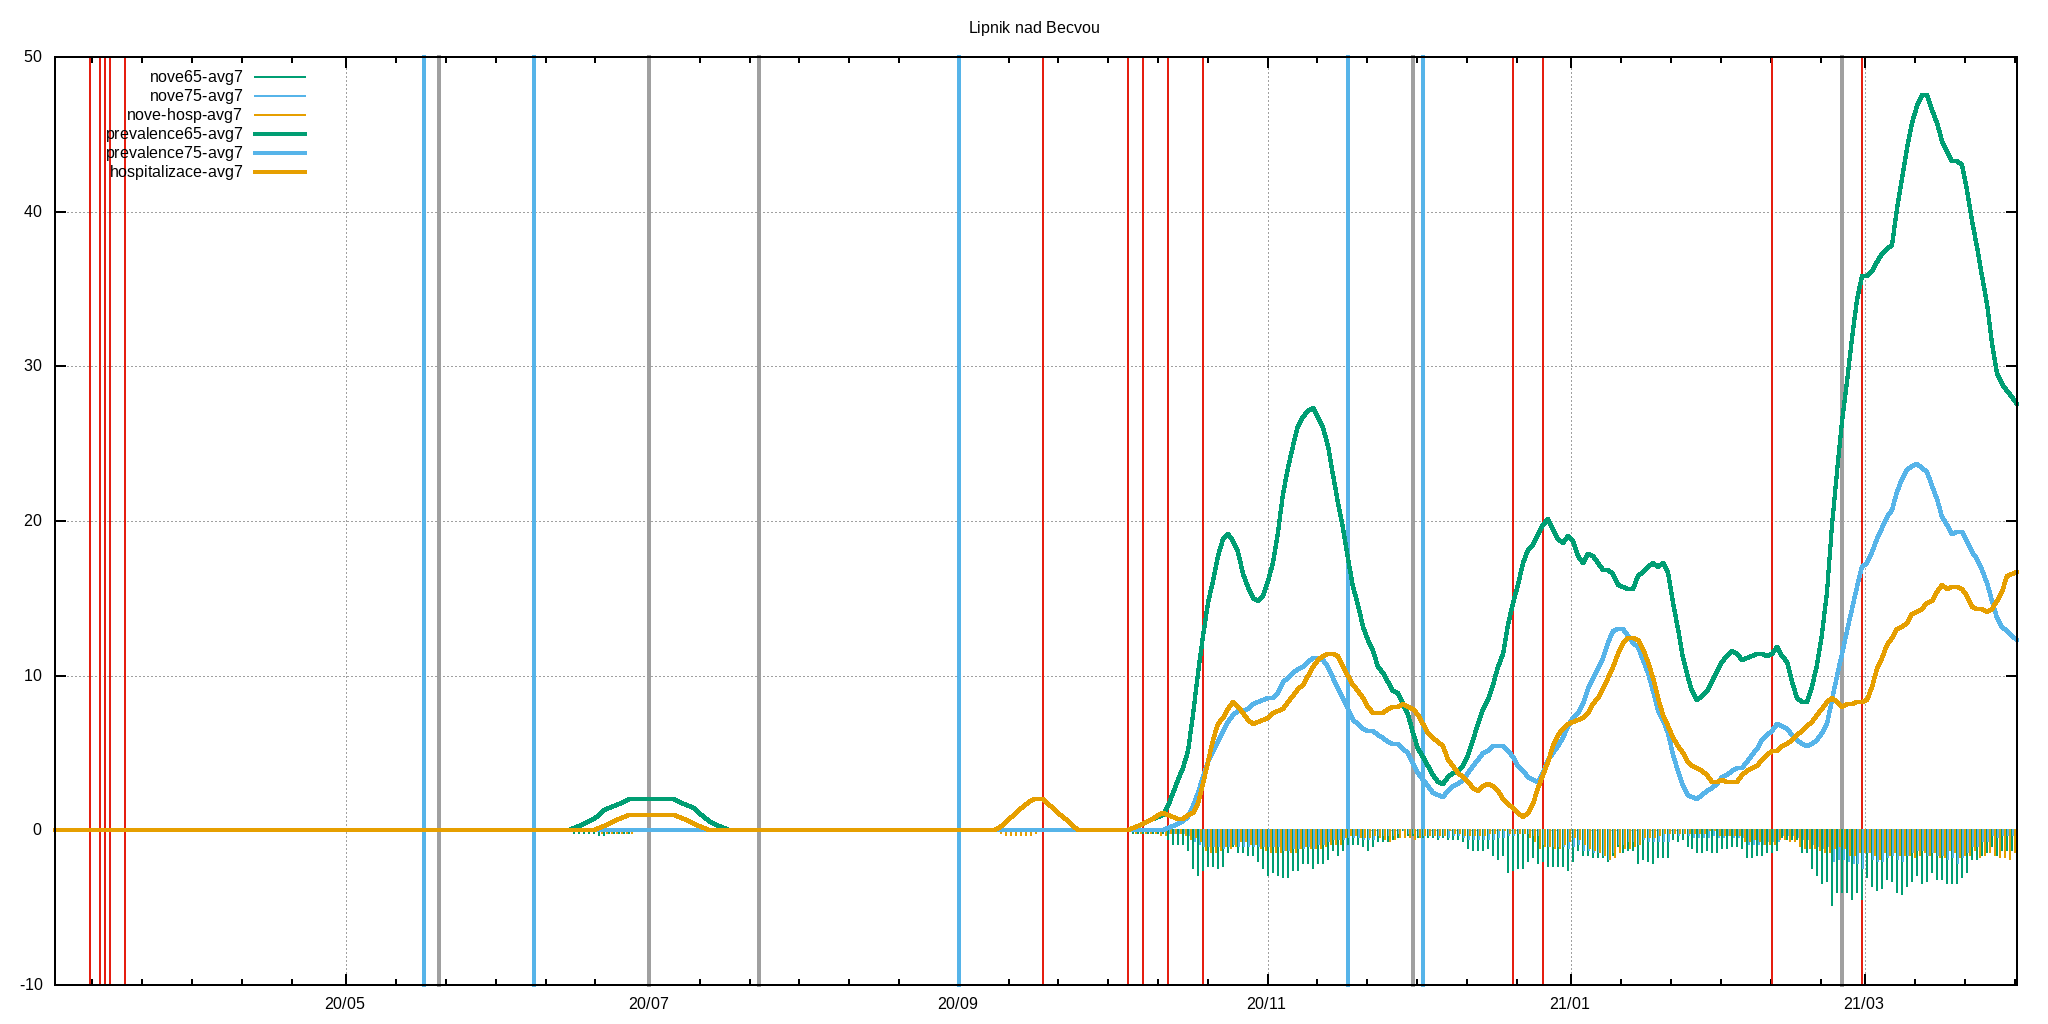 Lipnik nad Becvou
50
nove65-avg7
nove75-avg7
nove-hosp-avg7
prevalence65-avg7
prevalence75-avg7
hospitalizace-avg7
40
30
20
10
0
-10
20/05 20/07 20/09 20/11 21/01 21/03